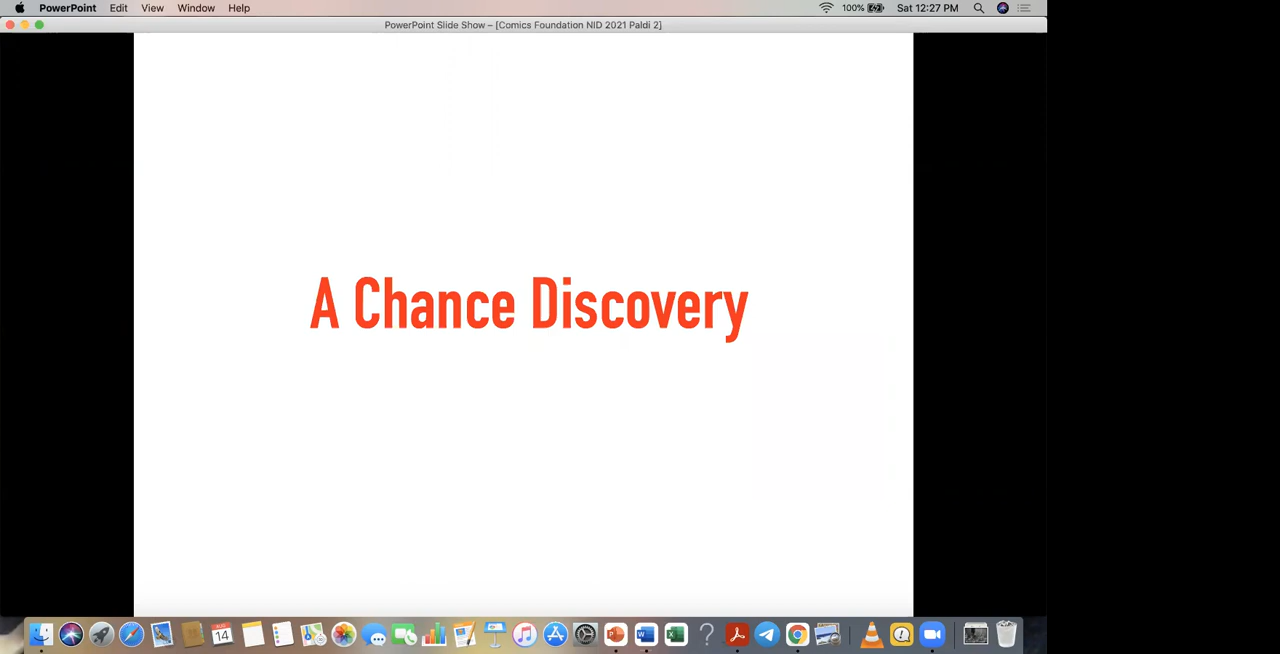 PowerPoint Edit View Window Help 100% Sat 12:27 PM
PowerPoint Slide Show – [Comics Foundation NID 2021 Paldi 2]
A Chance Discovery
AUG
14